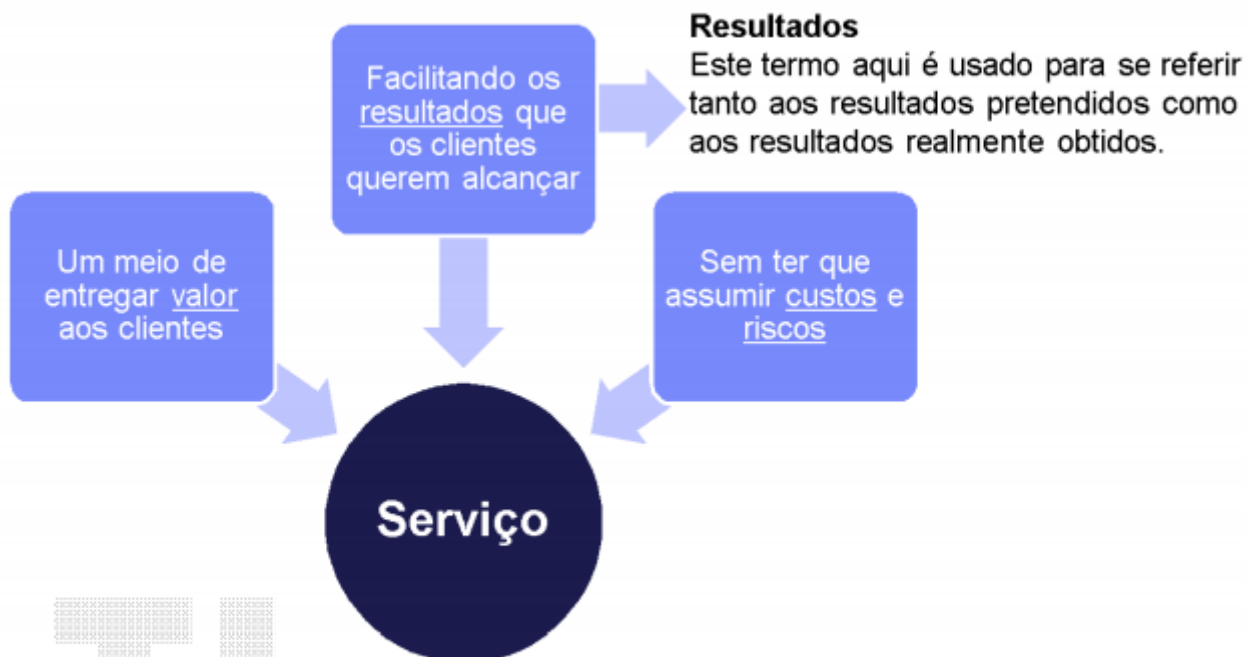 Resultados
Este termo aqui é usado para se referir
tanto aos resultados pretendidos como
aos resultados realmente obtidos.
Facilitando os
resultados que
os clientes
querem alcançar
Um meio de
entregar valor
aos clientes
Sem ter que
assumir custos e
riscos
Serviço